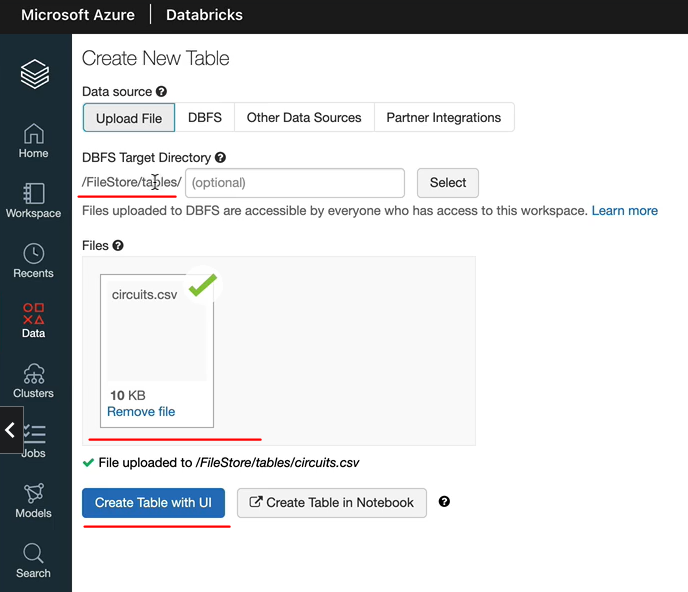 Microsoft Azure | Databricks
Home
Workspace
Recents
Data
Clusters
Jobs
Models
Search
Create New Table
Data source ?
Upload File DBFS Other Data Sources Partner Integrations
DBFS Target Directory ?
/FileStore/tables/ (optional) Select
Files uploaded to DBFS are accessible by everyone who has access to this workspace. Learn more
Files ?
circuits.csv
10 KB
Remove file
File uploaded to /FileStore/tables/circuits.csv
Create Table with UI Create Table in Notebook ?